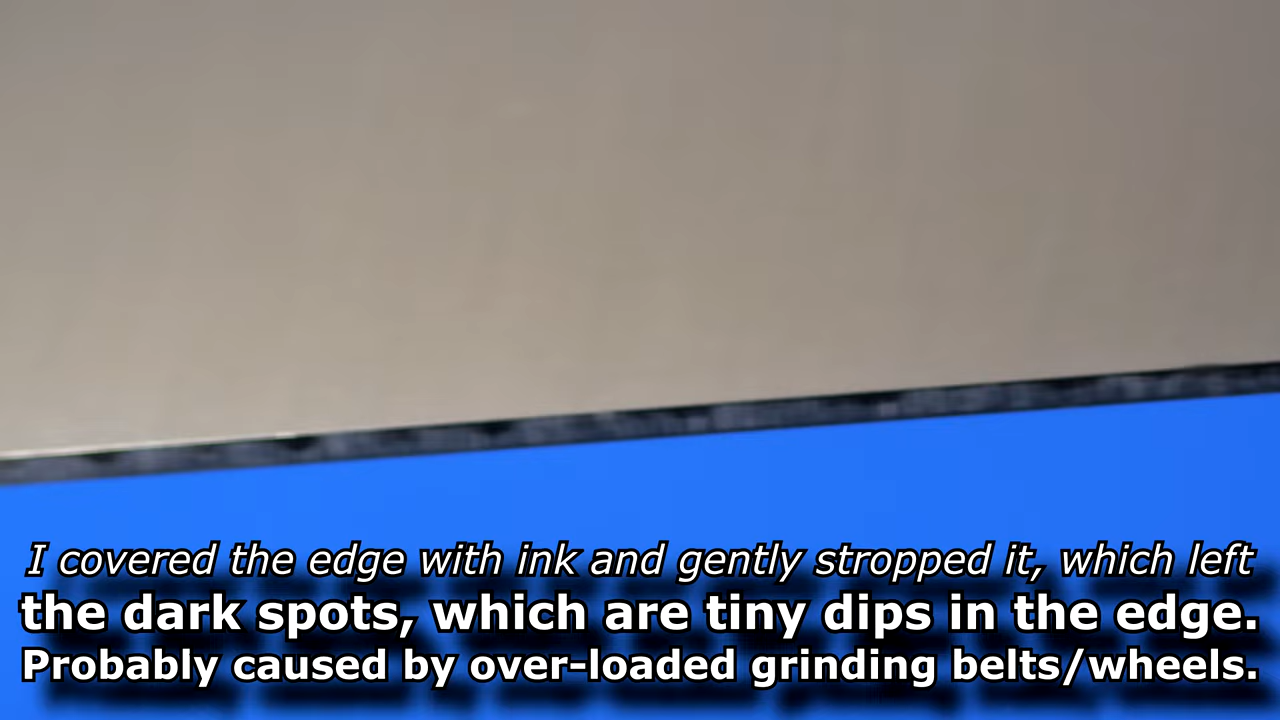 I covered the edge with ink and gently stropped it, which left
the dark spots, which are tiny dips in the edge.
Probably caused by over-loaded grinding belts/wheels.